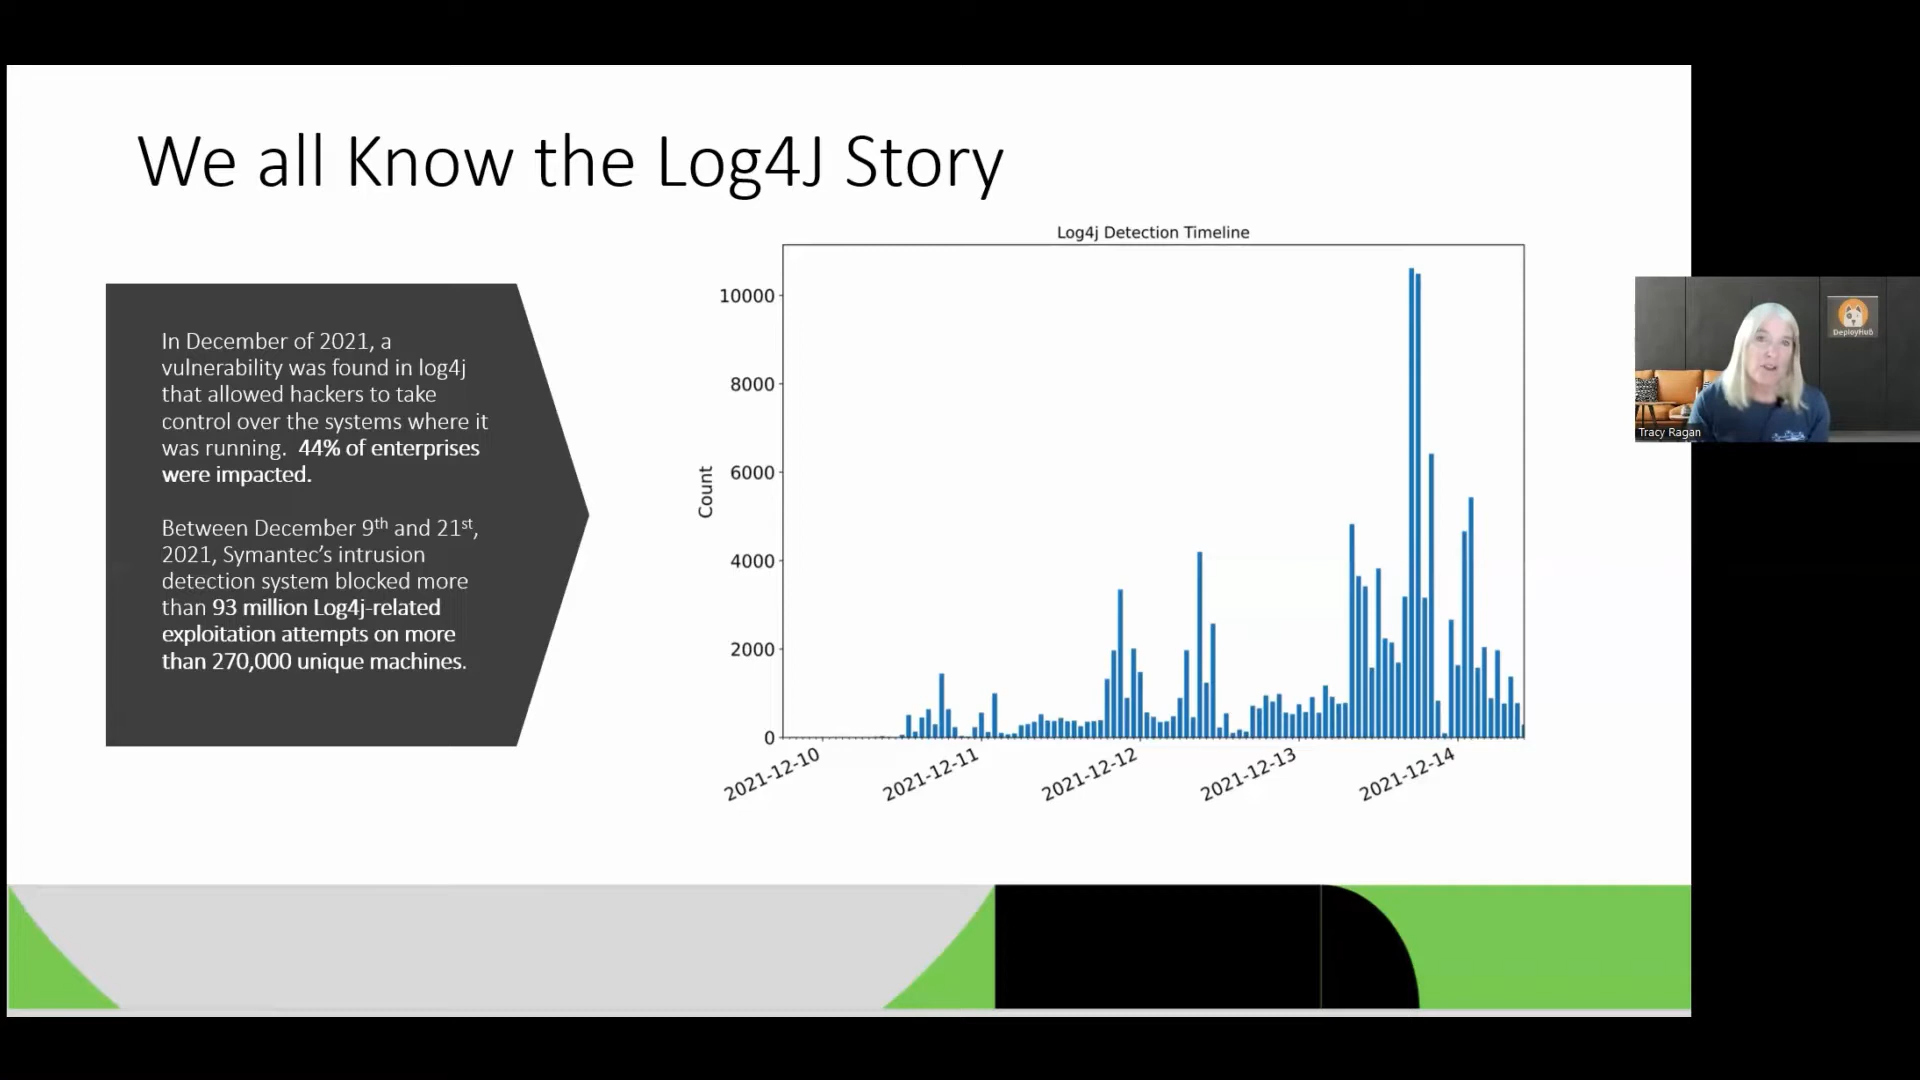 We all Know the Log4J Story
In December of 2021, a
vulnerability was found in log4j
that allowed hackers to take
control over the systems where it
was running.  44% of enterprises
were impacted.
Between December 9th and 21st,
2021, Symantec’s intrusion
detection system blocked more
than 93 million Log4j-related
exploitation attempts on more
than 270,000 unique machines.
Log4j Detection Timeline
Count
10000
8000
6000
4000
2000
0
2021-12-10
2021-12-11
2021-12-12
2021-12-13
2021-12-14
DeployHub
Tracy Ragan